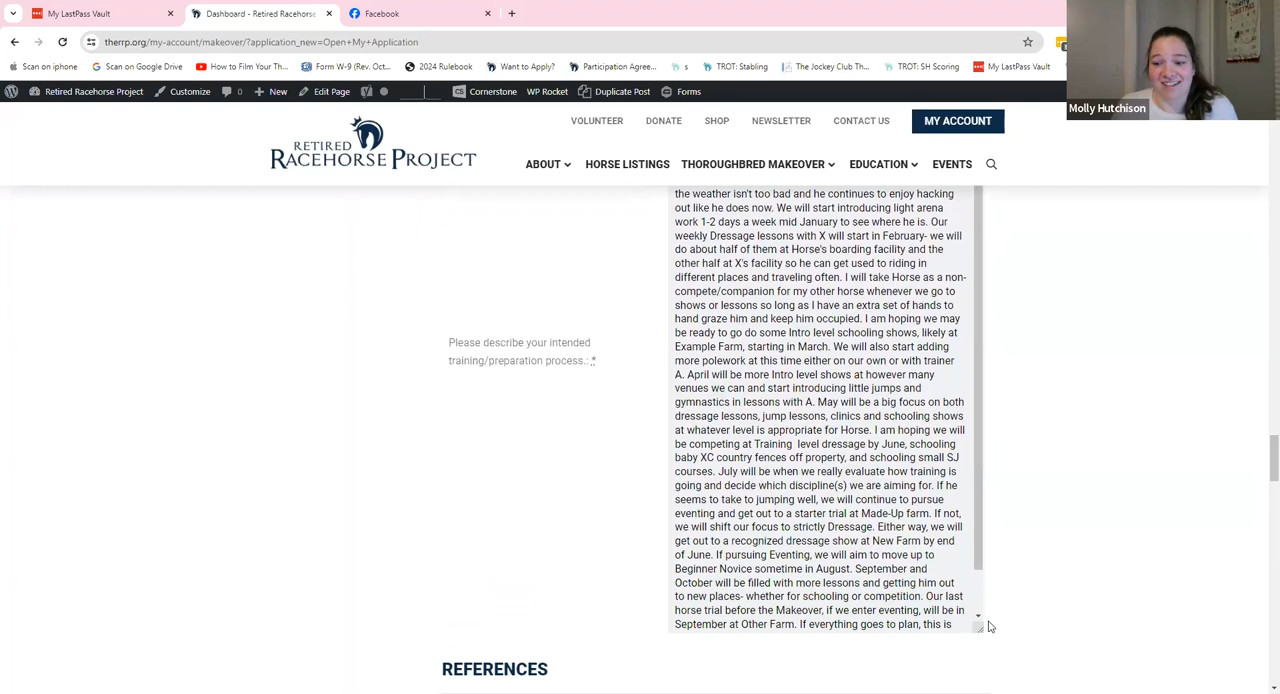 My LastPass Vault
Dashboard - Retired Racehorse
Facebook
therrp.org/my-account/makeover/?application_new=Open+My+Application
Scan on iphone
Scan on Google Drive
How to Film Your Th...
Form W-9 (Rev. Octo...
2024 Rulebook
Want to Apply?
Participation Agree...
s
TROT: Stabling
The Jockey Club Th...
TROT: SH Scoring
My LastPass Vault
Retired Racehorse Project
Customize
0
New
Edit Page
Cornerstone
WP Rocket
Duplicate Post
Forms
Molly Hutchison
VOLUNTEER
DONATE
SHOP
NEWSLETTER
CONTACT US
MY ACCOUNT
RETIRED
RACEHORSE PROJECT
ABOUT
HORSE LISTINGS
THOROUGHBRED MAKEOVER
EDUCATION
EVENTS
Please describe your intended
training/preparation process.: *
the weather isn't too bad and he continues to enjoy hacking
out like he does now. We will start introducing light arena
work 1-2 days a week mid January to see where he is. Our
weekly Dressage lessons with X will start in February- we will
do about half of them at Horse's boarding facility and the
other half at X's facility so he can get used to riding in
different places and traveling often. I will take Horse as a non-
compete/companion for my other horse whenever we go to
shows or lessons so long as I have an extra set of hands to
hand graze him and keep him occupied. I am hoping we may
be ready to go do some Intro level schooling shows, likely at
Example Farm, starting in March. We will also start adding
more polework at this time either on our own or with trainer
A. April will be more Intro level shows at however many
venues we can and start introducing little jumps and
gymnastics in lessons with A. May will be a big focus on both
dressage lessons, jump lessons, clinics and schooling shows
at whatever level is appropriate for Horse. I am hoping we will
be competing at Training level dressage by June, schooling
baby XC country fences off property, and schooling small SJ
courses. July will be when we really evaluate how training is
going and decide which discipline(s) we are aiming for. If he
seems to take to jumping well, we will continue to pursue
eventing and get out to a starter trial at Made-Up farm. If not,
we will shift our focus to strictly Dressage. Either way, we will
get out to a recognized dressage show at New Farm by end
of June. If pursuing Eventing, we will aim to move up to
Beginner Novice sometime in August. September and
October will be filled with more lessons and getting him out
to new places- whether for schooling or competition. Our last
horse trial before the Makeover, if we enter eventing, will be in
September at Other Farm. If everything goes to plan, this is
REFERENCES